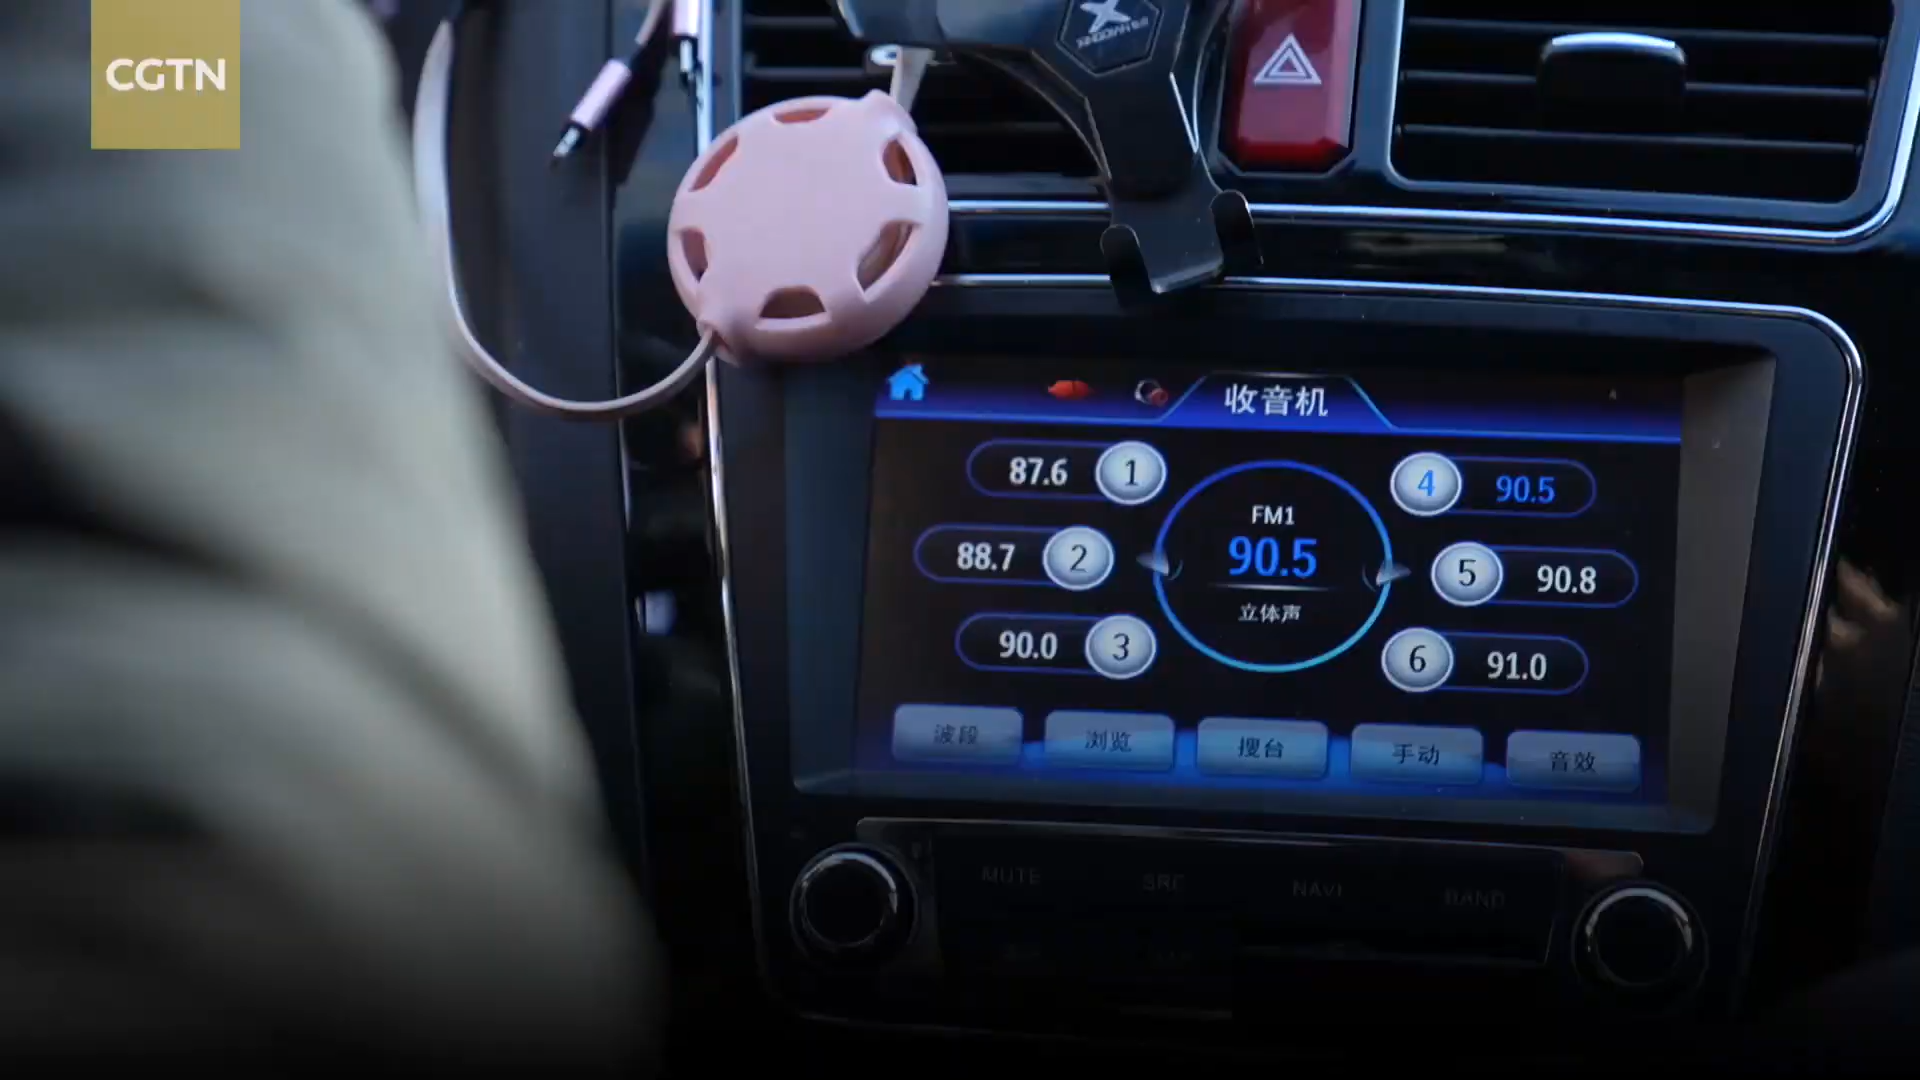 CGTN
收音机
87.6 1
4 90.5
FM1
90.5
立体声
88.7 2
5 90.8
90.0 3
6 91.0
波段 浏览 搜台 手动 音效
MUTE SRC NAVI BAND